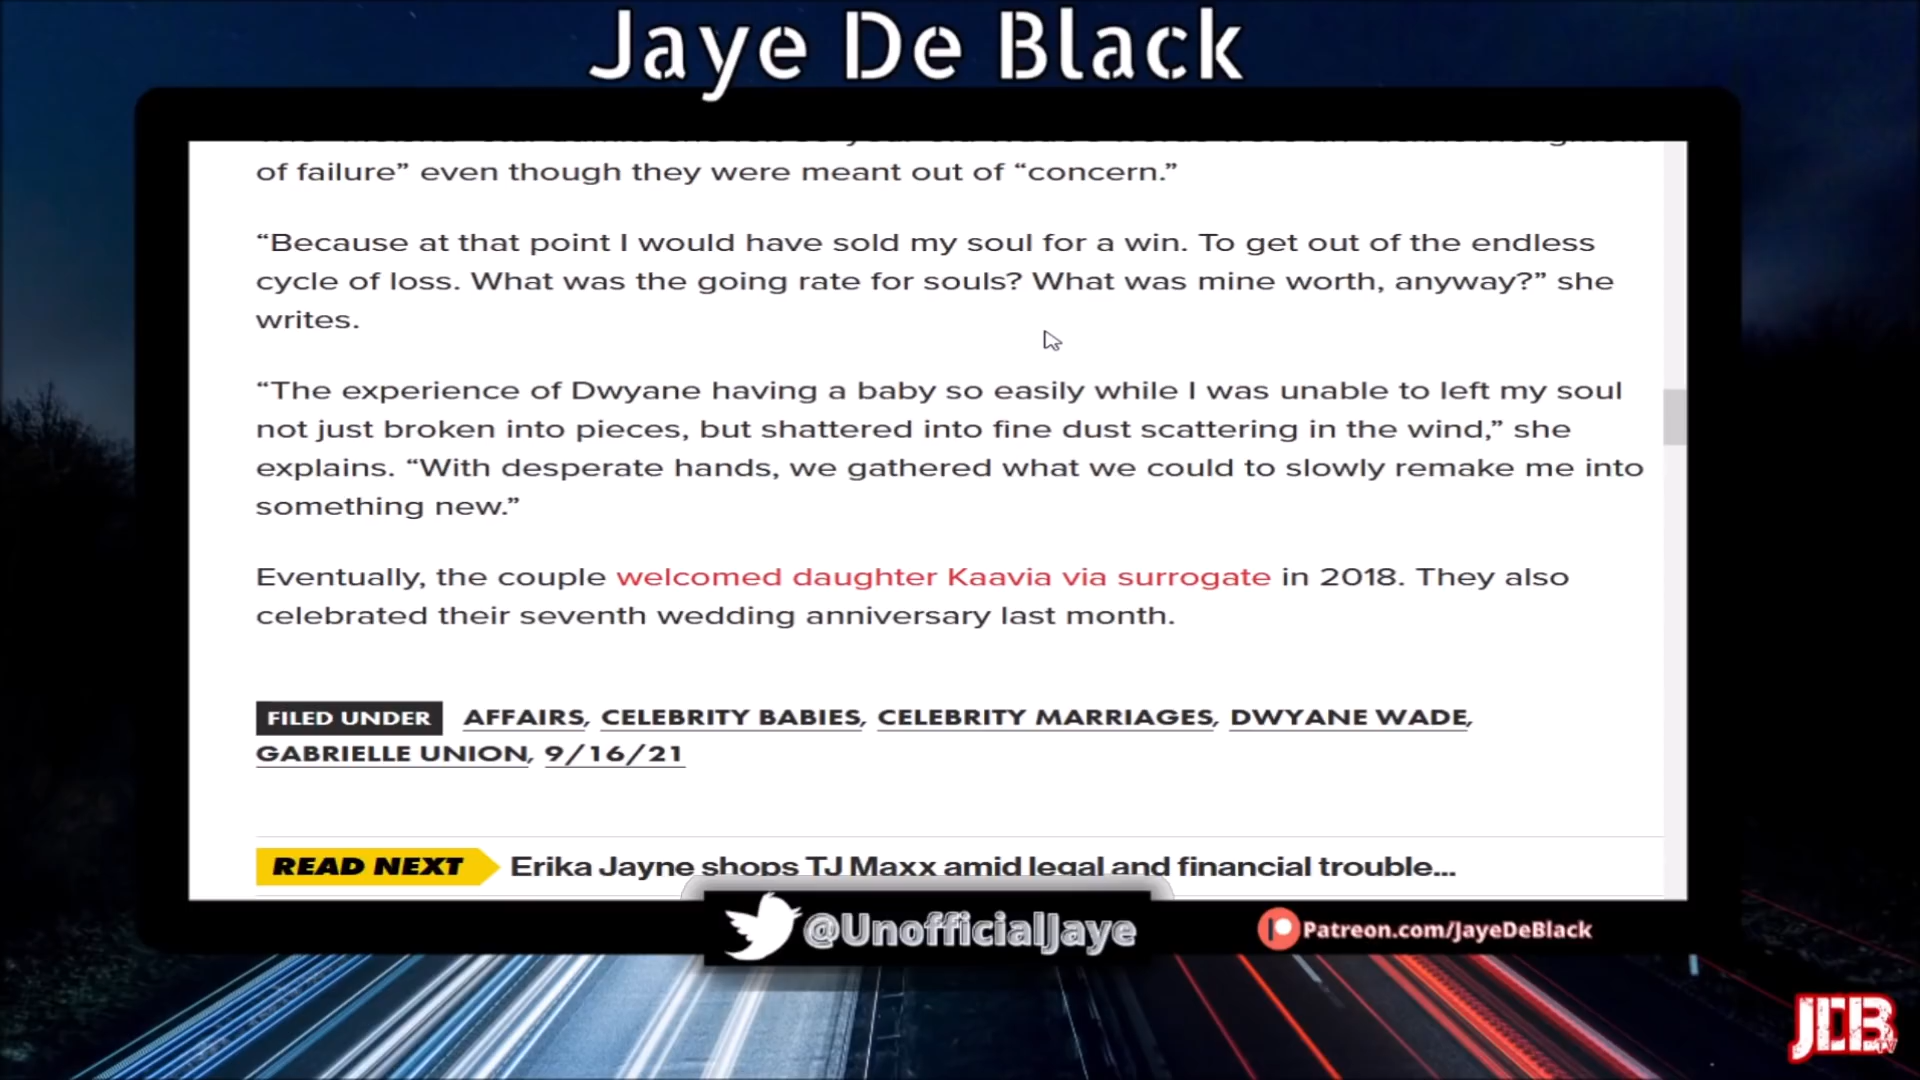 Jaye De Black
of failure” even though they were meant out of “concern.”
“Because at that point I would have sold my soul for a win. To get out of the endless
cycle of loss. What was the going rate for souls? What was mine worth, anyway?” she
writes.
“The experience of Dwyane having a baby so easily while I was unable to left my soul
not just broken into pieces, but shattered into fine dust scattering in the wind,” she
explains. “With desperate hands, we gathered what we could to slowly remake me into
something new.”
Eventually, the couple welcomed daughter Kaavia via surrogate in 2018. They also
celebrated their seventh wedding anniversary last month.
FILED UNDER AFFAIRS, CELEBRITY BABIES, CELEBRITY MARRIAGES, DWYANE WADE,
GABRIELLE UNION, 9/16/21
READ NEXT Erika Jayne shops TJ Maxx amid legal and financial trouble...
@UnofficialJaye Patreon.com/JayeDeBlack
JDB TV